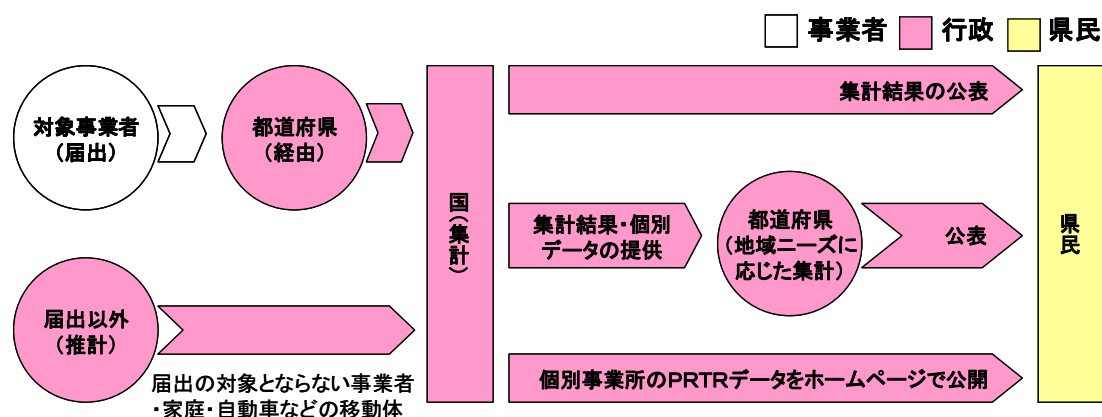 事業者 行政 県民
対象事業者
（届出）
都道府県
（経由）
国（集計）
集計結果の公表
集計結果・個別
データの提供
都道府県
（地域ニーズに
応じた集計）
公表
県民
届出以外
（推計）
届出の対象とならない事業者
・家庭・自動車などの移動体
個別事業所のPRTRデータをホームページで公開